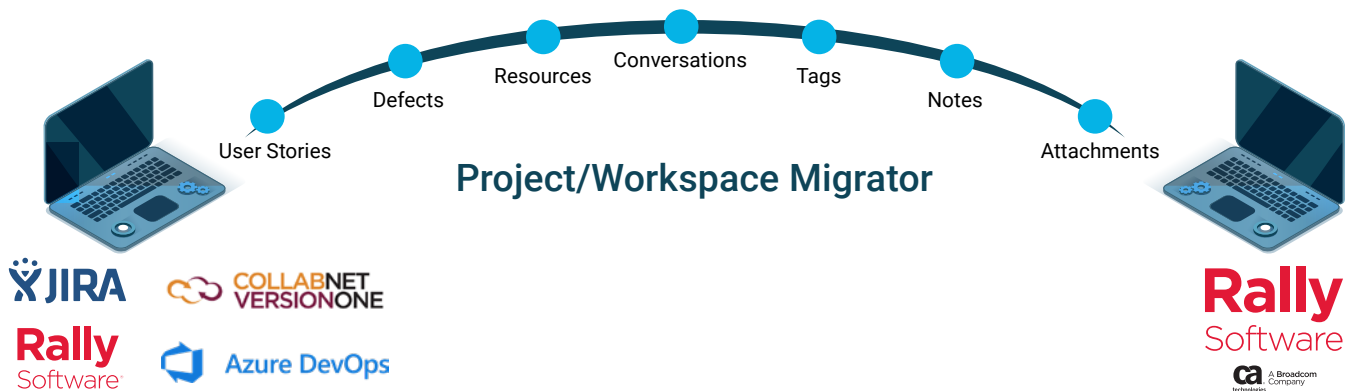 Conversations
Resources
Tags
Defects
Notes
User Stories
Attachments
Project/Workspace Migrator
JIRA
COLLABNET
VERSIONONE
Rally
Software
Azure DevOps
Rally
Software
ca
technologies
A Broadcom
Company